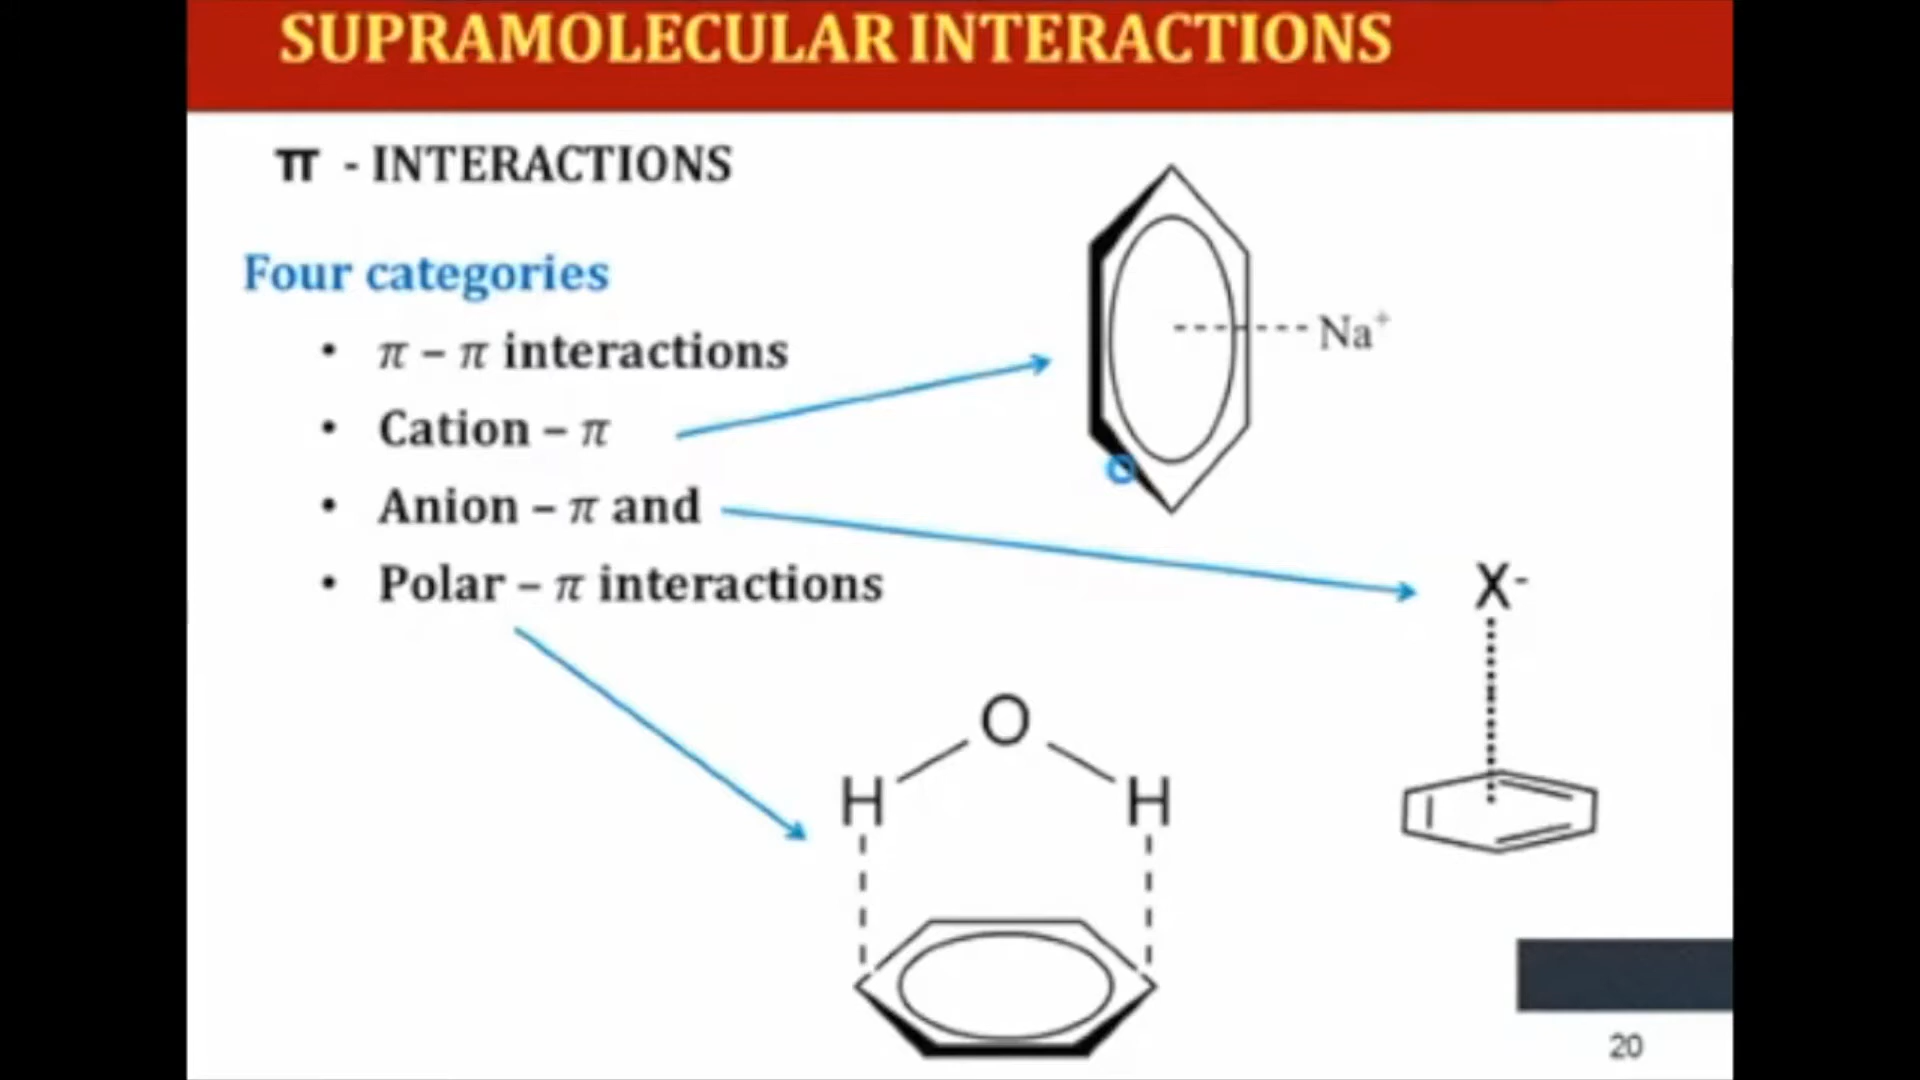 SUPRAMOLECULAR INTERACTIONS
π - INTERACTIONS
Four categories
• π – π interactions
• Cation – π
• Anion – π and
• Polar – π interactions
Na⁺
X⁻
O
H H
20